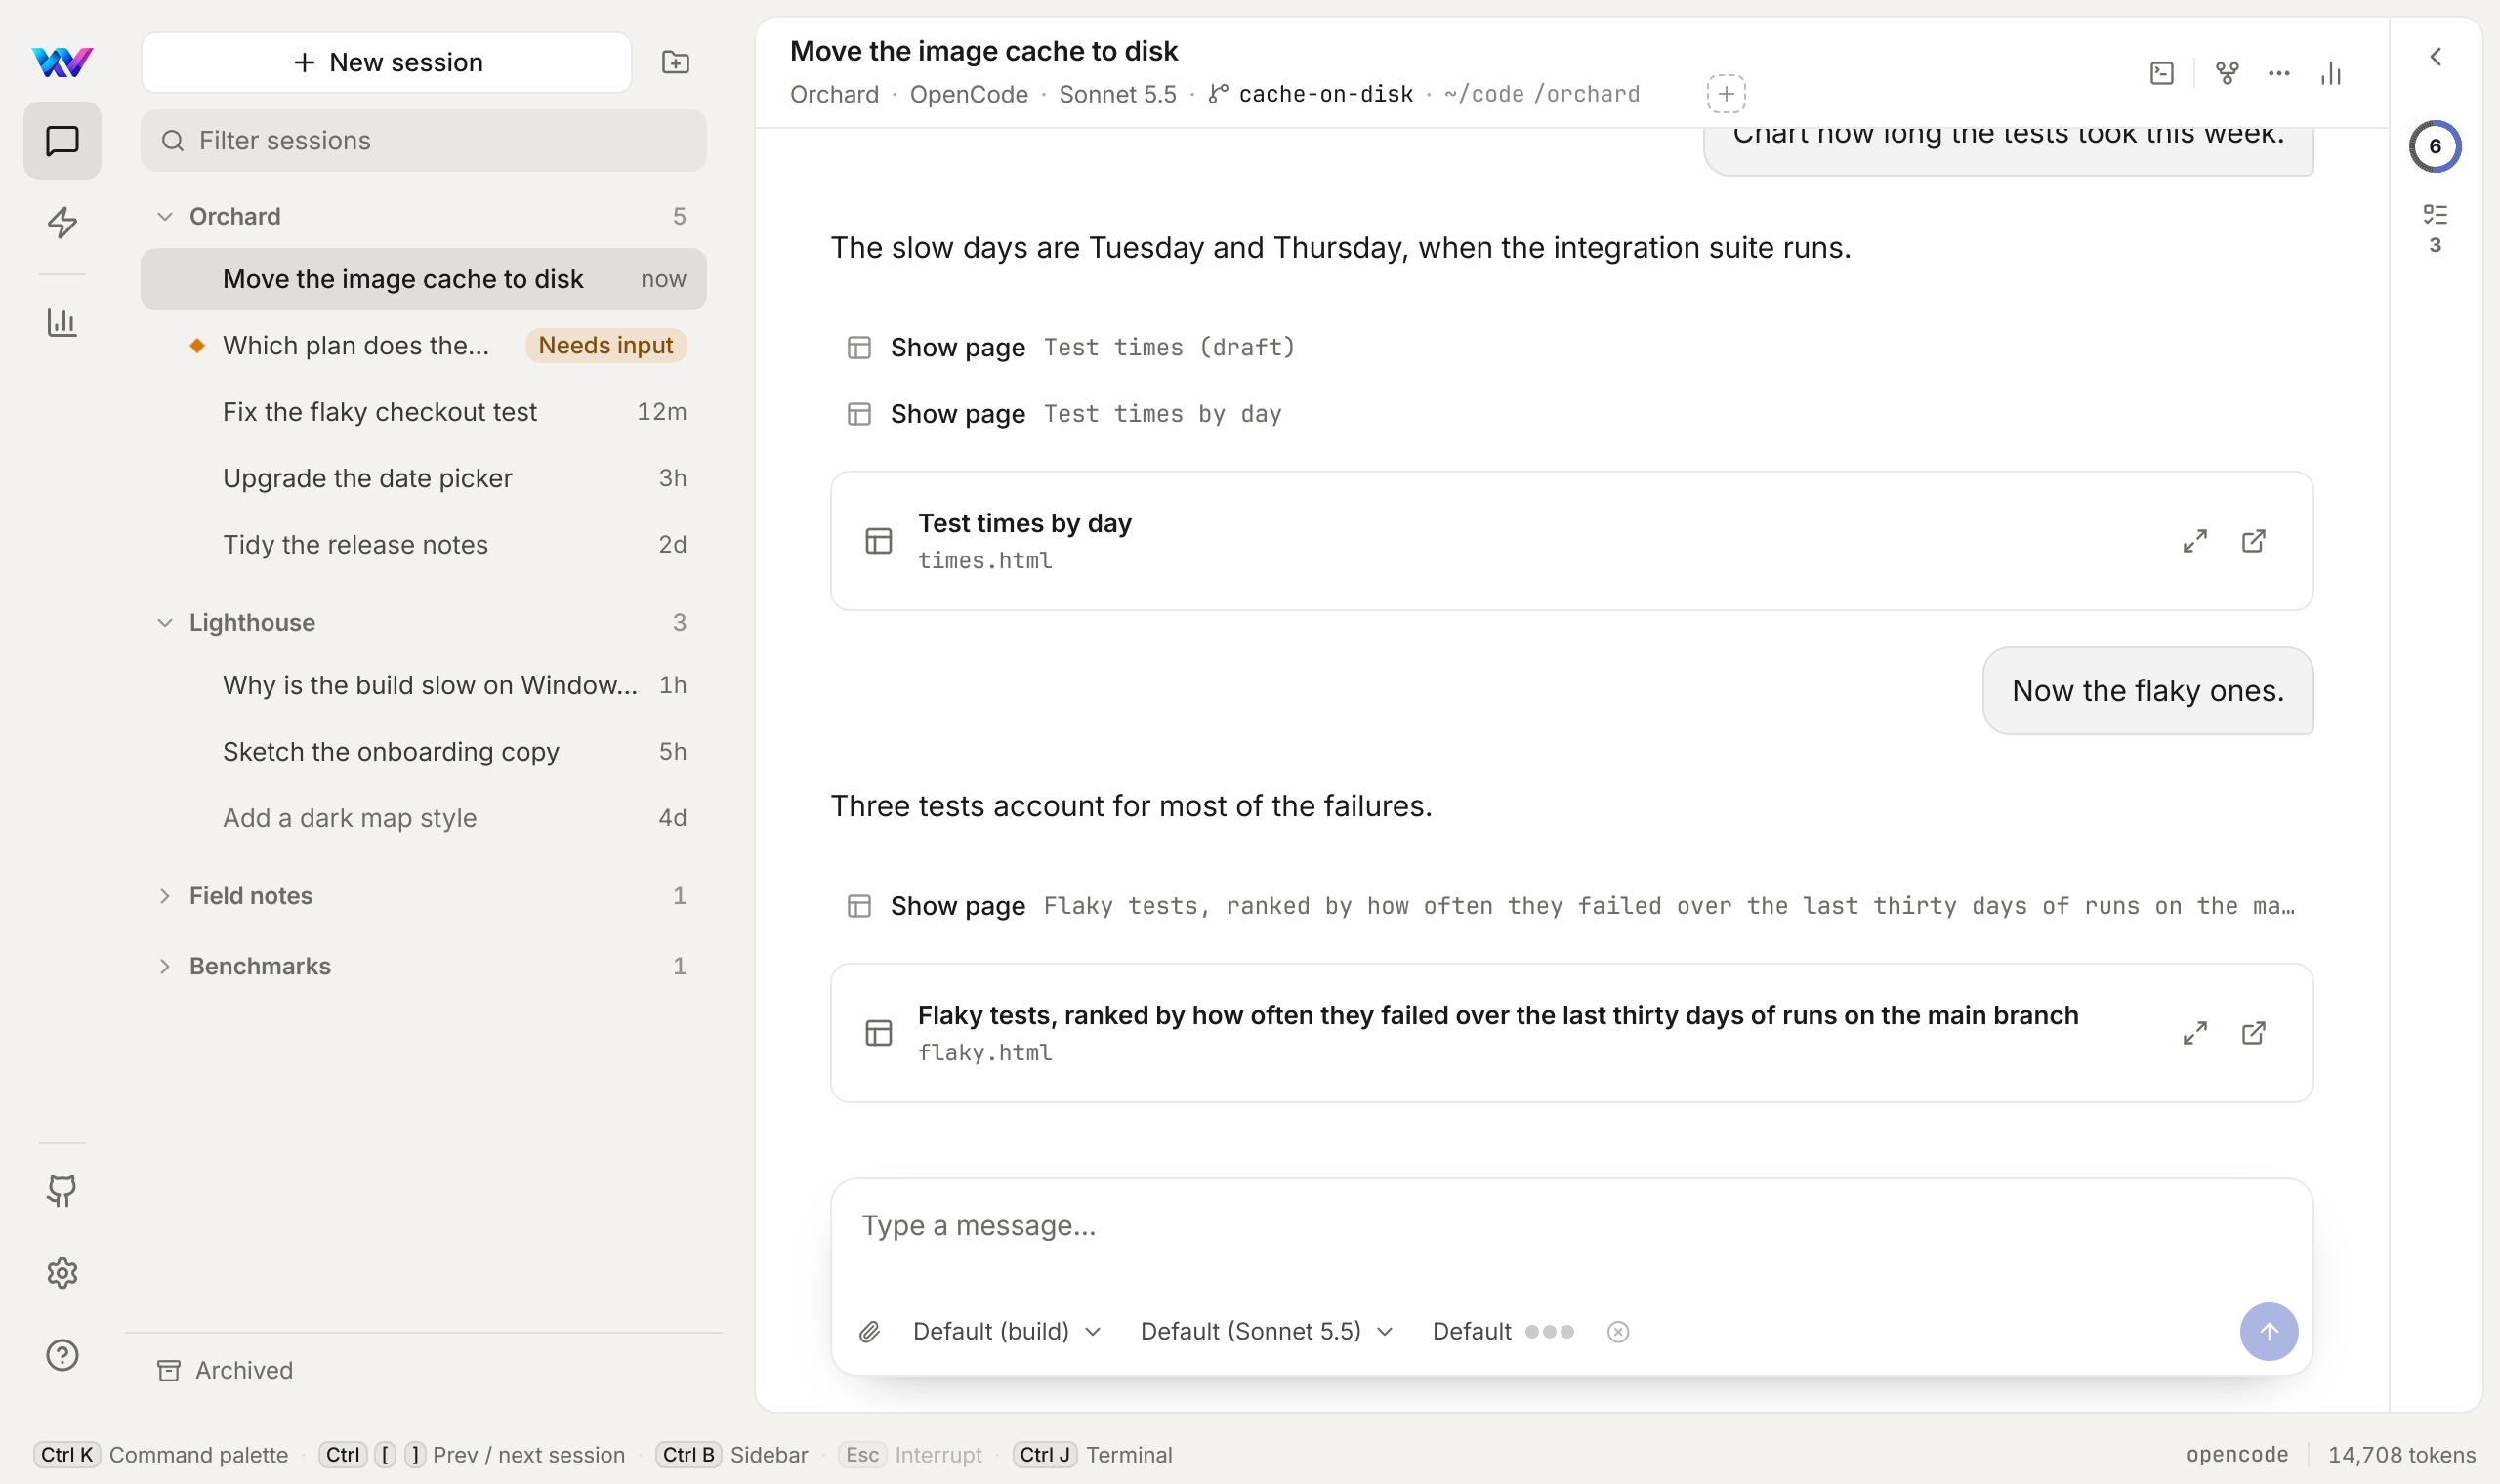 New session
Filter sessions
Orchard 5
Move the image cache to disk now
Which plan does the... Needs input
Fix the flaky checkout test 12m
Upgrade the date picker 3h
Tidy the release notes 2d
Lighthouse 3
Why is the build slow on Window... 1h
Sketch the onboarding copy 5h
Add a dark map style 4d
Field notes 1
Benchmarks 1
Archived
Move the image cache to disk
Orchard · OpenCode · Sonnet 5.5 · cache-on-disk · ~/code /orchard
Chart how long the tests took this week.
The slow days are Tuesday and Thursday, when the integration suite runs.
Show page Test times (draft)
Show page Test times by day
Test times by day
times.html
Now the flaky ones.
Three tests account for most of the failures.
Show page Flaky tests, ranked by how often they failed over the last thirty days of runs on the ma…
Flaky tests, ranked by how often they failed over the last thirty days of runs on the main branch
flaky.html
Type a message...
Default (build) Default (Sonnet 5.5) Default
6
3
Ctrl K Command palette · Ctrl [ ] Prev / next session · Ctrl B Sidebar · Esc Interrupt · Ctrl J Terminal
opencode 14,708 tokens